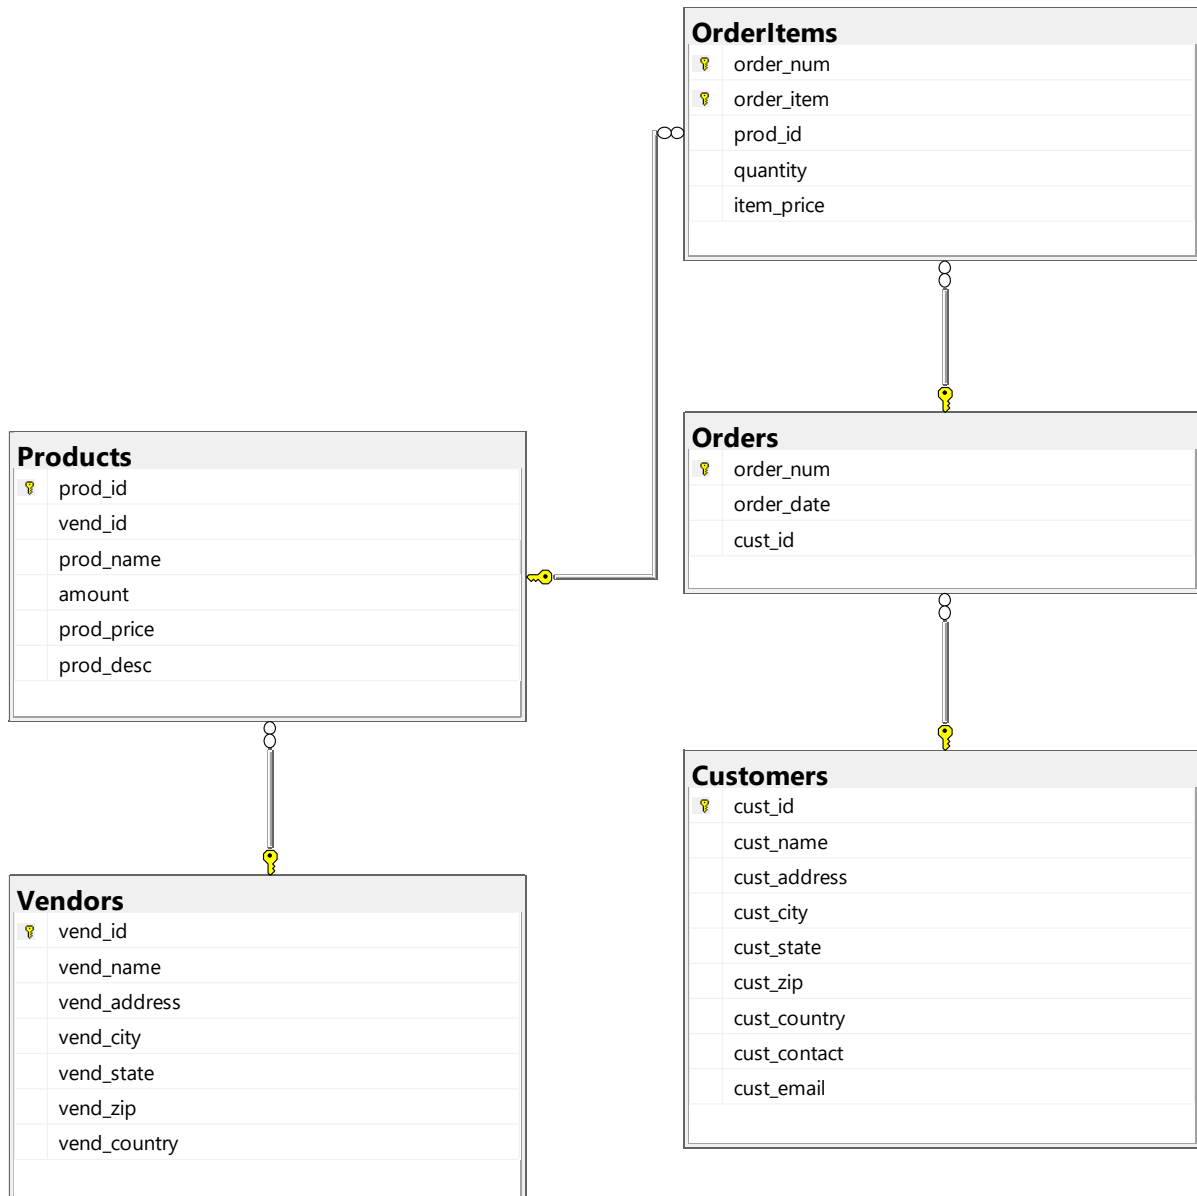 OrderItems
order_num
order_item
prod_id
quantity
item_price
Products
prod_id
vend_id
prod_name
amount
prod_price
prod_desc
Orders
order_num
order_date
cust_id
Vendors
vend_id
vend_name
vend_address
vend_city
vend_state
vend_zip
vend_country
Customers
cust_id
cust_name
cust_address
cust_city
cust_state
cust_zip
cust_country
cust_contact
cust_email